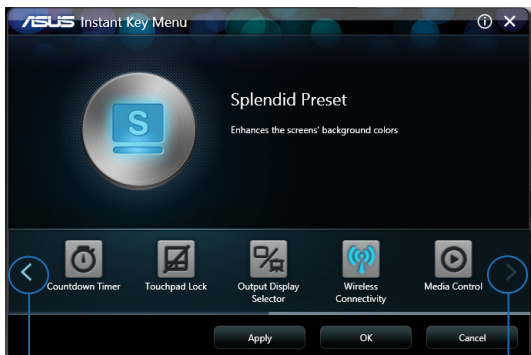 ASUS Instant Key Menu
S
Splendid Preset
Enhances the screens' background colors
Countdown Timer
Touchpad Lock
Output Display
Selector
Wireless
Connectivity
Media Control
Apply
OK
Cancel